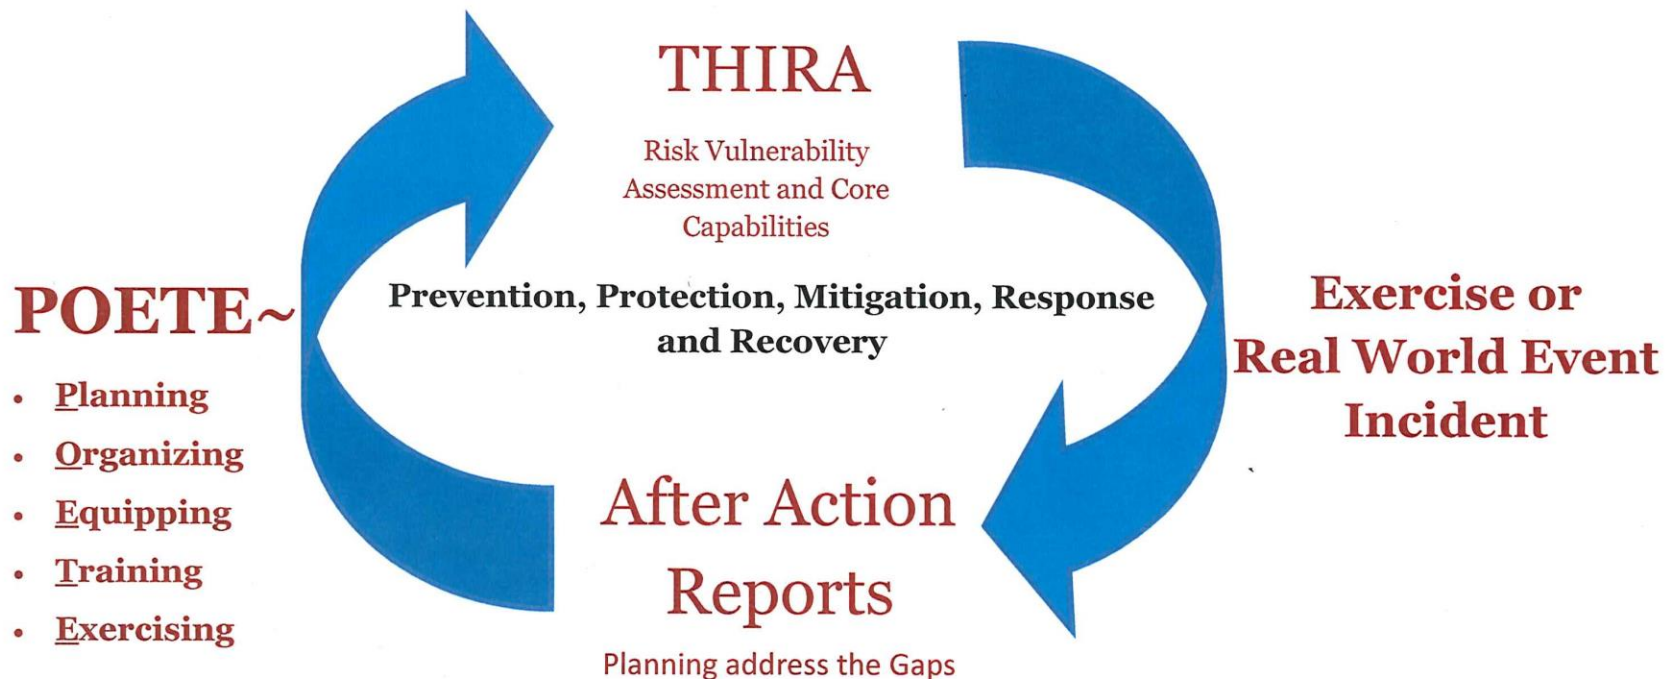 THIRA
Risk Vulnerability
Assessment and Core
Capabilities
Prevention, Protection, Mitigation, Response
and Recovery
Exercise or
Real World Event
Incident
After Action
Reports
Planning address the Gaps
POETE~
• Planning
• Organizing
• Equipping
• Training
• Exercising